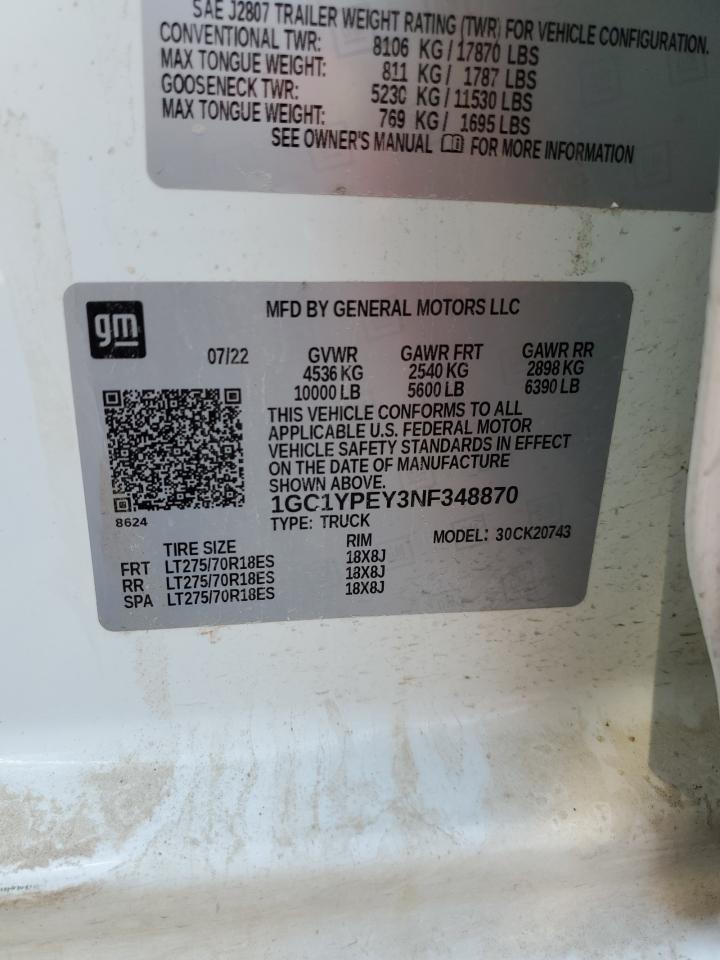 SAE J2807 TRAILER WEIGHT RATING (TWR) FOR VEHICLE CONFIGURATION.
CONVENTIONAL TWR: 8106 KG / 17870 LBS
MAX TONGUE WEIGHT: 811 KG / 1787 LBS
GOOSENECK TWR: 5230 KG / 11530 LBS
MAX TONGUE WEIGHT: 769 KG / 1695 LBS
SEE OWNER'S MANUAL FOR MORE INFORMATION
gm
MFD BY GENERAL MOTORS LLC
07/22 GVWR GAWR FRT GAWR RR
4536 KG 2540 KG 2898 KG
10000 LB 5600 LB 6390 LB
THIS VEHICLE CONFORMS TO ALL
APPLICABLE U.S. FEDERAL MOTOR
VEHICLE SAFETY STANDARDS IN EFFECT
ON THE DATE OF MANUFACTURE
SHOWN ABOVE.
1GC1YPEY3NF348870
8624
TYPE: TRUCK MODEL: 30CK20743
TIRE SIZE RIM
FRT LT275/70R18ES 18X8J
RR LT275/70R18ES 18X8J
SPA LT275/70R18ES 18X8J